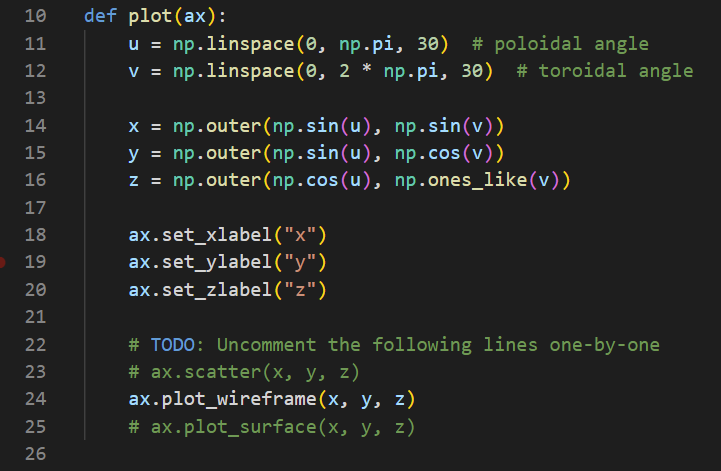 10 def plot(ax):
11     u = np.linspace(0, np.pi, 30)  # poloidal angle
12     v = np.linspace(0, 2 * np.pi, 30)  # toroidal angle
13
14     x = np.outer(np.sin(u), np.sin(v))
15     y = np.outer(np.sin(u), np.cos(v))
16     z = np.outer(np.cos(u), np.ones_like(v))
17
18     ax.set_xlabel("x")
19     ax.set_ylabel("y")
20     ax.set_zlabel("z")
21
22     # TODO: Uncomment the following lines one-by-one
23     # ax.scatter(x, y, z)
24     ax.plot_wireframe(x, y, z)
25     # ax.plot_surface(x, y, z)
26